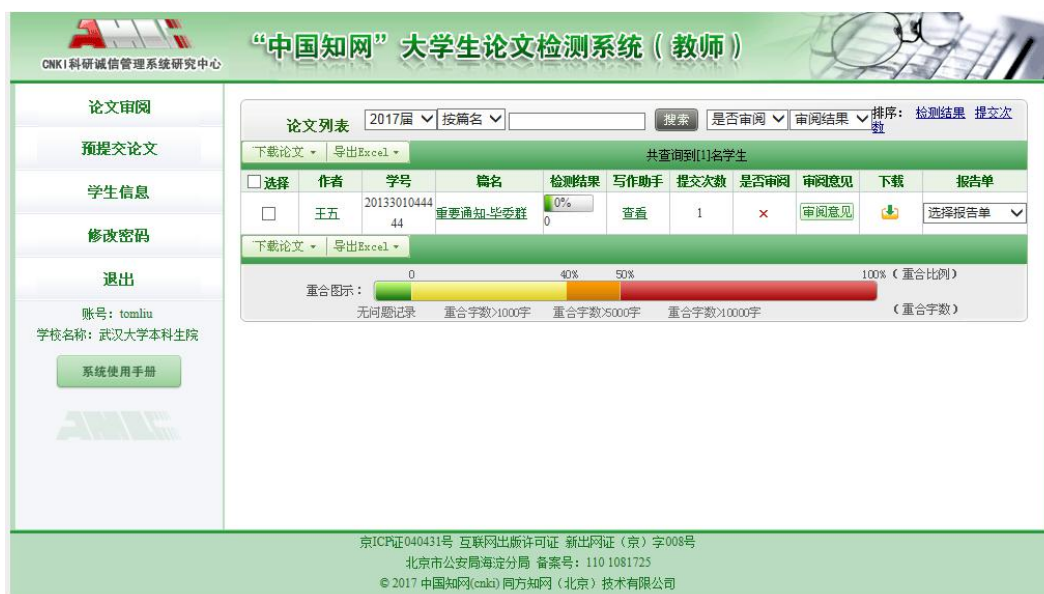 AMLC
CNKI科研诚信管理系统研究中心
“中国知网”大学生论文检测系统（教师）
论文审阅
预提交论文
学生信息
修改密码
退出
账号：tomliu
学校名称：武汉大学本科生院
系统使用手册
AMLC
论文列表 2017届 按篇名 搜索 是否审阅 审阅结果 排序： 检测结果 提交次数
下载论文 导出Excel 共查询到[1]名学生
选择 作者 学号 篇名 检测结果 写作助手 提交次数 是否审阅 审阅意见 下载 报告单
王五 2013301044444 重要通知-毕委群 0% 0 查看 1 × 审阅意见 选择报告单
下载论文 导出Excel
0 40% 50% 100%（重合比例）
重合图示：
无问题记录 重合字数>1000字 重合字数>5000字 重合字数>10000字 （重合字数）
京ICP证040431号 互联网出版许可证 新出网证（京）字008号
北京市公安局海淀分局 备案号：110 1081725
© 2017 中国知网(cnki) 同方知网（北京）技术有限公司